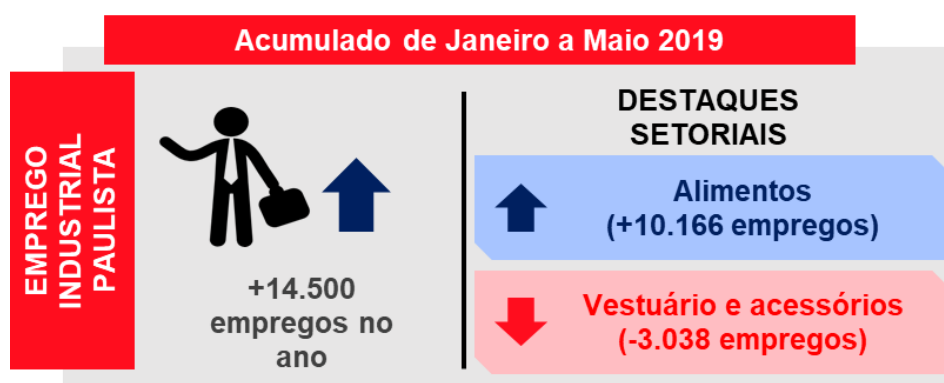 Acumulado de Janeiro a Maio 2019
EMPREGO
INDUSTRIAL
PAULISTA
+14.500
empregos no
ano
DESTAQUES
SETORIAIS
Alimentos
(+10.166 empregos)
Vestuário e acessórios
(-3.038 empregos)